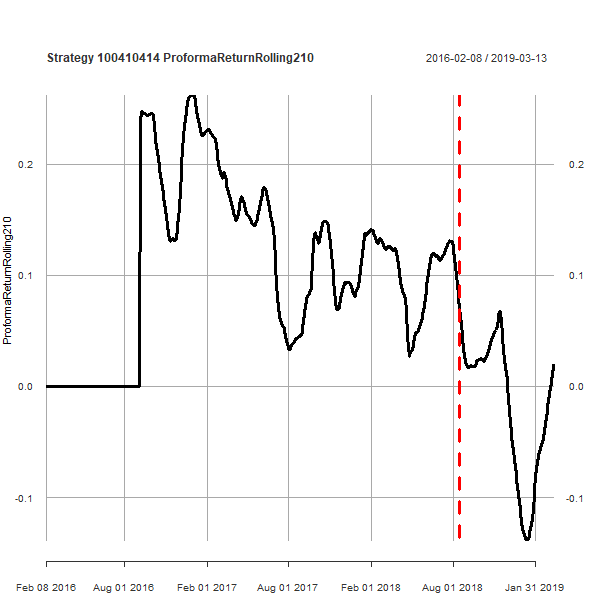 Strategy 100410414 ProformaReturnRolling210
2016-02-08 / 2019-03-13
ProformaReturnRolling210
0.2
0.2
0.1
0.1
0.0
0.0
-0.1
-0.1
Feb 08 2016
Aug 01 2016
Feb 01 2017
Aug 01 2017
Feb 01 2018
Aug 01 2018
Jan 31 2019